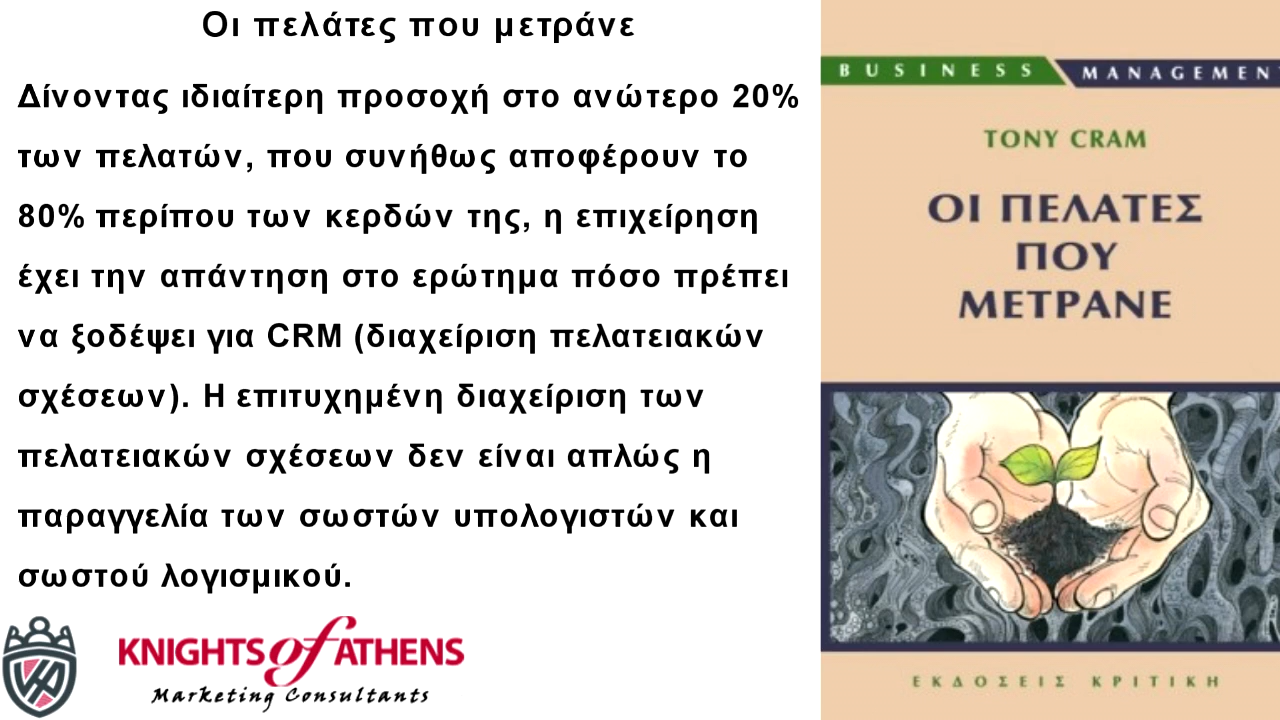 Οι πελάτες που μετράνε
Δίνοντας ιδιαίτερη προσοχή στο ανώτερο 20%
των πελατών, που συνήθως αποφέρουν το
80% περίπου των κερδών της, η επιχείρηση
έχει την απάντηση στο ερώτημα πόσο πρέπει
να ξοδέψει για CRM (διαχείριση πελατειακών
σχέσεων). Η επιτυχημένη διαχείριση των
πελατειακών σχέσεων δεν είναι απλώς η
παραγγελία των σωστών υπολογιστών και
σωστού λογισμικού.
KNIGHTS of ATHENS
Marketing Consultants
BUSINESS MANAGEMEN
TONY CRAM
ΟΙ ΠΕΛΑΤΕΣ
ΠΟΥ
ΜΕΤΡΑΝΕ
ΕΚΔΟΣΕΙΣ ΚΡΙΤΙΚΗ